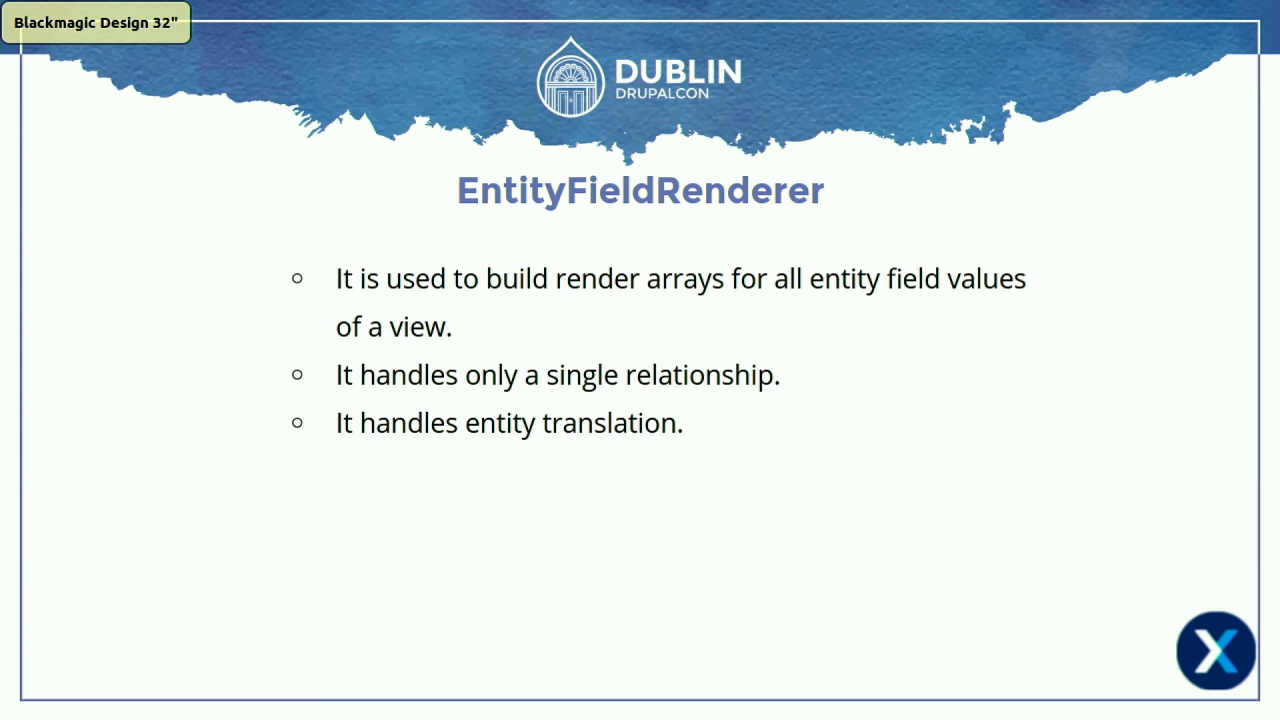 Blackmagic Design 32"
DUBLIN
DRUPALCON
EntityFieldRenderer
It is used to build render arrays for all entity field values
of a view.
It handles only a single relationship.
It handles entity translation.
X